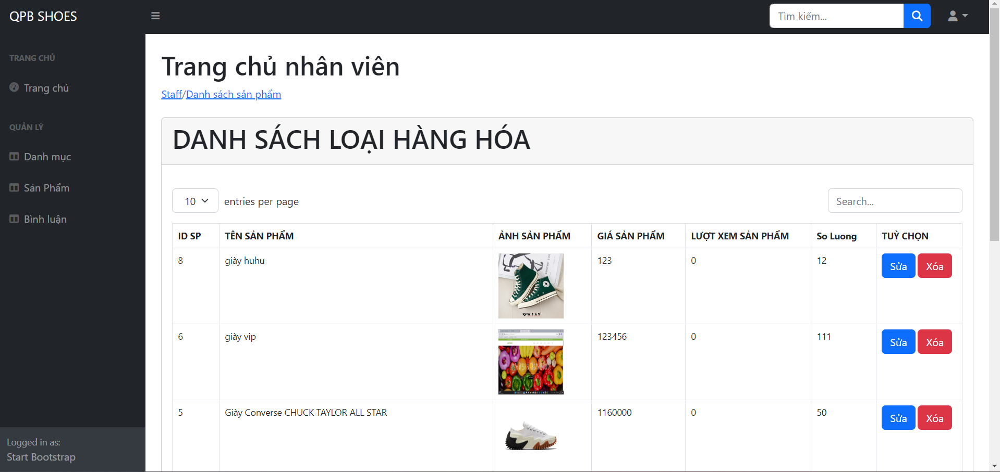 QPB SHOES
Tìm kiếm...
TRANG CHỦ
Trang chủ
QUẢN LÝ
Danh mục
Sản Phẩm
Bình luận
Logged in as:
Start Bootstrap
Trang chủ nhân viên
Staff/Danh sách sản phẩm
DANH SÁCH LOẠI HÀNG HÓA
10 entries per page
Search...
ID SP TÊN SẢN PHẨM ẢNH SẢN PHẨM GIÁ SẢN PHẨM LƯỢT XEM SẢN PHẨM So Luong TUỲ CHỌN
8 giày huhu 123 0 12 Sửa Xóa
WEAR
6 giày vip 123456 0 111 Sửa Xóa
5 Giày Converse CHUCK TAYLOR ALL STAR 1160000 0 50 Sửa Xóa